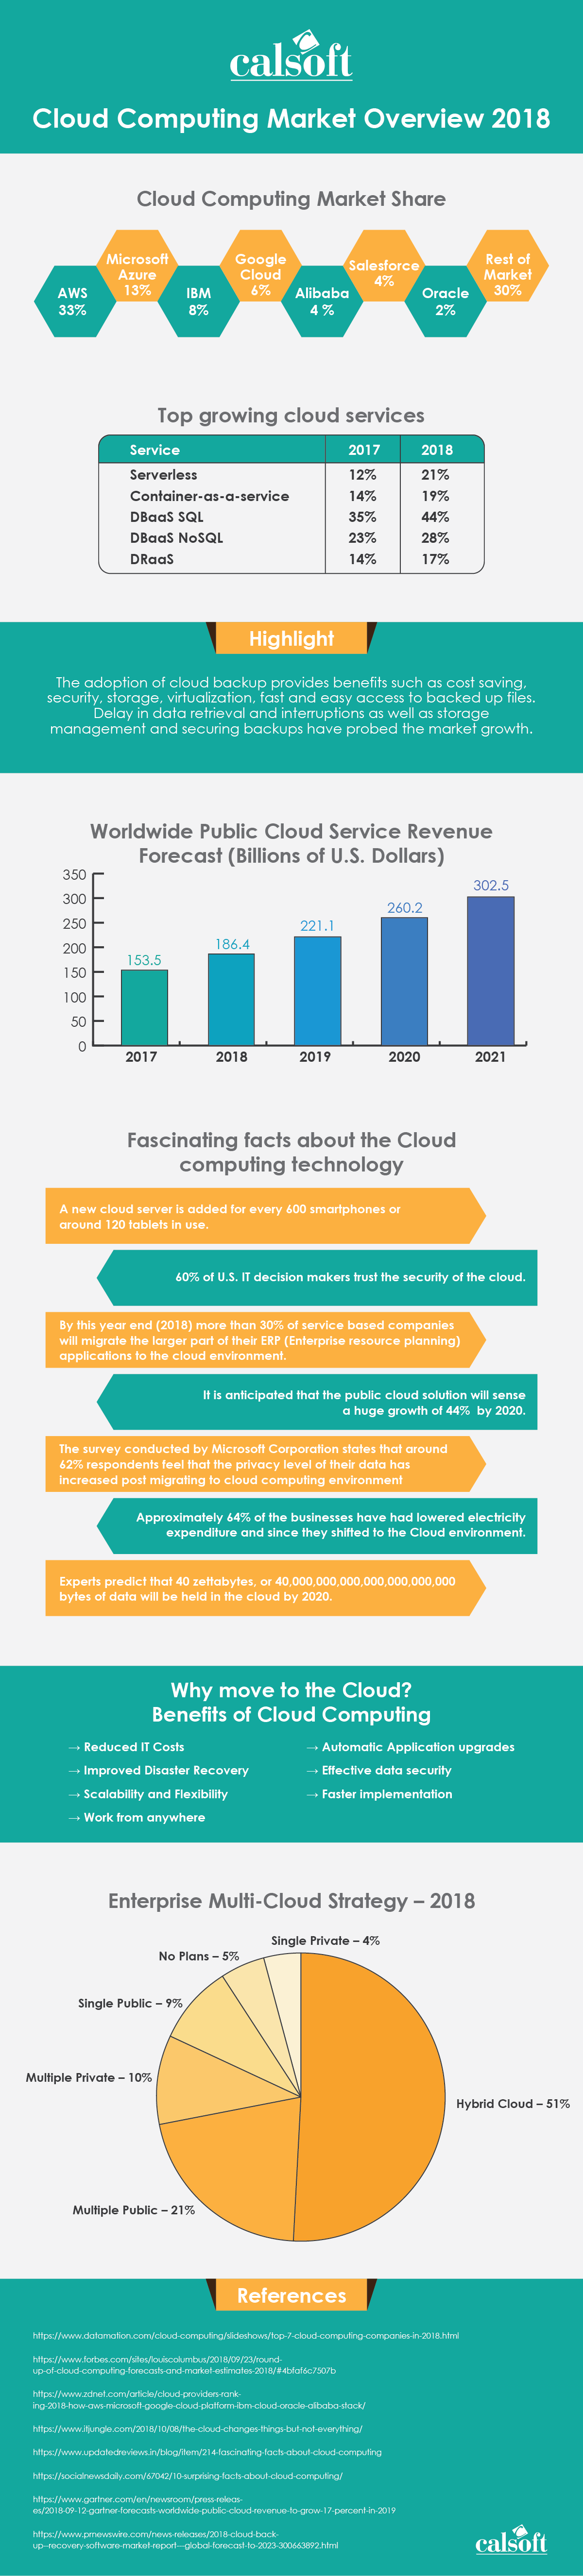 calsoft
Cloud Computing Market Overview 2018
Cloud Computing Market Share
AWS
33%
Microsoft
Azure
13%
IBM
8%
Google
Cloud
6%
Alibaba
4 %
Salesforce
4%
Oracle
2%
Rest of
Market
30%
Top growing cloud services
Service 2017 2018
Serverless 12% 21%
Container-as-a-service 14% 19%
DBaaS SQL 35% 44%
DBaaS NoSQL 23% 28%
DRaaS 14% 17%
Highlight
The adoption of cloud backup provides benefits such as cost saving,
security, storage, virtualization, fast and easy access to backed up files.
Delay in data retrieval and interruptions as well as storage
management and securing backups have probed the market growth.
Worldwide Public Cloud Service Revenue
Forecast (Billions of U.S. Dollars)
350
300
250
200
150
100
50
0
153.5
186.4
221.1
260.2
302.5
2017 2018 2019 2020 2021
Fascinating facts about the Cloud
computing technology
A new cloud server is added for every 600 smartphones or
around 120 tablets in use.
60% of U.S. IT decision makers trust the security of the cloud.
By this year end (2018) more than 30% of service based companies
will migrate the larger part of their ERP (Enterprise resource planning)
applications to the cloud environment.
It is anticipated that the public cloud solution will sense
a huge growth of 44% by 2020.
The survey conducted by Microsoft Corporation states that around
62% respondents feel that the privacy level of their data has
increased post migrating to cloud computing environment
Approximately 64% of the businesses have had lowered electricity
expenditure and since they shifted to the Cloud environment.
Experts predict that 40 zettabytes, or 40,000,000,000,000,000,000,000
bytes of data will be held in the cloud by 2020.
Why move to the Cloud?
Benefits of Cloud Computing
→ Reduced IT Costs
→ Improved Disaster Recovery
→ Scalability and Flexibility
→ Work from anywhere
→ Automatic Application upgrades
→ Effective data security
→ Faster implementation
Enterprise Multi-Cloud Strategy – 2018
Single Private – 4%
No Plans – 5%
Single Public – 9%
Multiple Private – 10%
Hybrid Cloud – 51%
Multiple Public – 21%
References
https://www.datamation.com/cloud-computing/slideshows/top-7-cloud-computing-companies-in-2018.html
https://www.forbes.com/sites/louiscolumbus/2018/09/23/round-
up-of-cloud-computing-forecasts-and-market-estimates-2018/#4bfaf6c7507b
https://www.zdnet.com/article/cloud-providers-rank-
ing-2018-how-aws-microsoft-google-cloud-platform-ibm-cloud-oracle-alibaba-stack/
https://www.itjungle.com/2018/10/08/the-cloud-changes-things-but-not-everything/
https://www.updatedreviews.in/blog/item/214-fascinating-facts-about-cloud-computing
https://socialnewsdaily.com/67042/10-surprising-facts-about-cloud-computing/
https://www.gartner.com/en/newsroom/press-releas-
es/2018-09-12-gartner-forecasts-worldwide-public-cloud-revenue-to-grow-17-percent-in-2019
https://www.prnewswire.com/news-releases/2018-cloud-back-
up--recovery-software-market-report---global-forecast-to-2023-300663892.html
calsoft